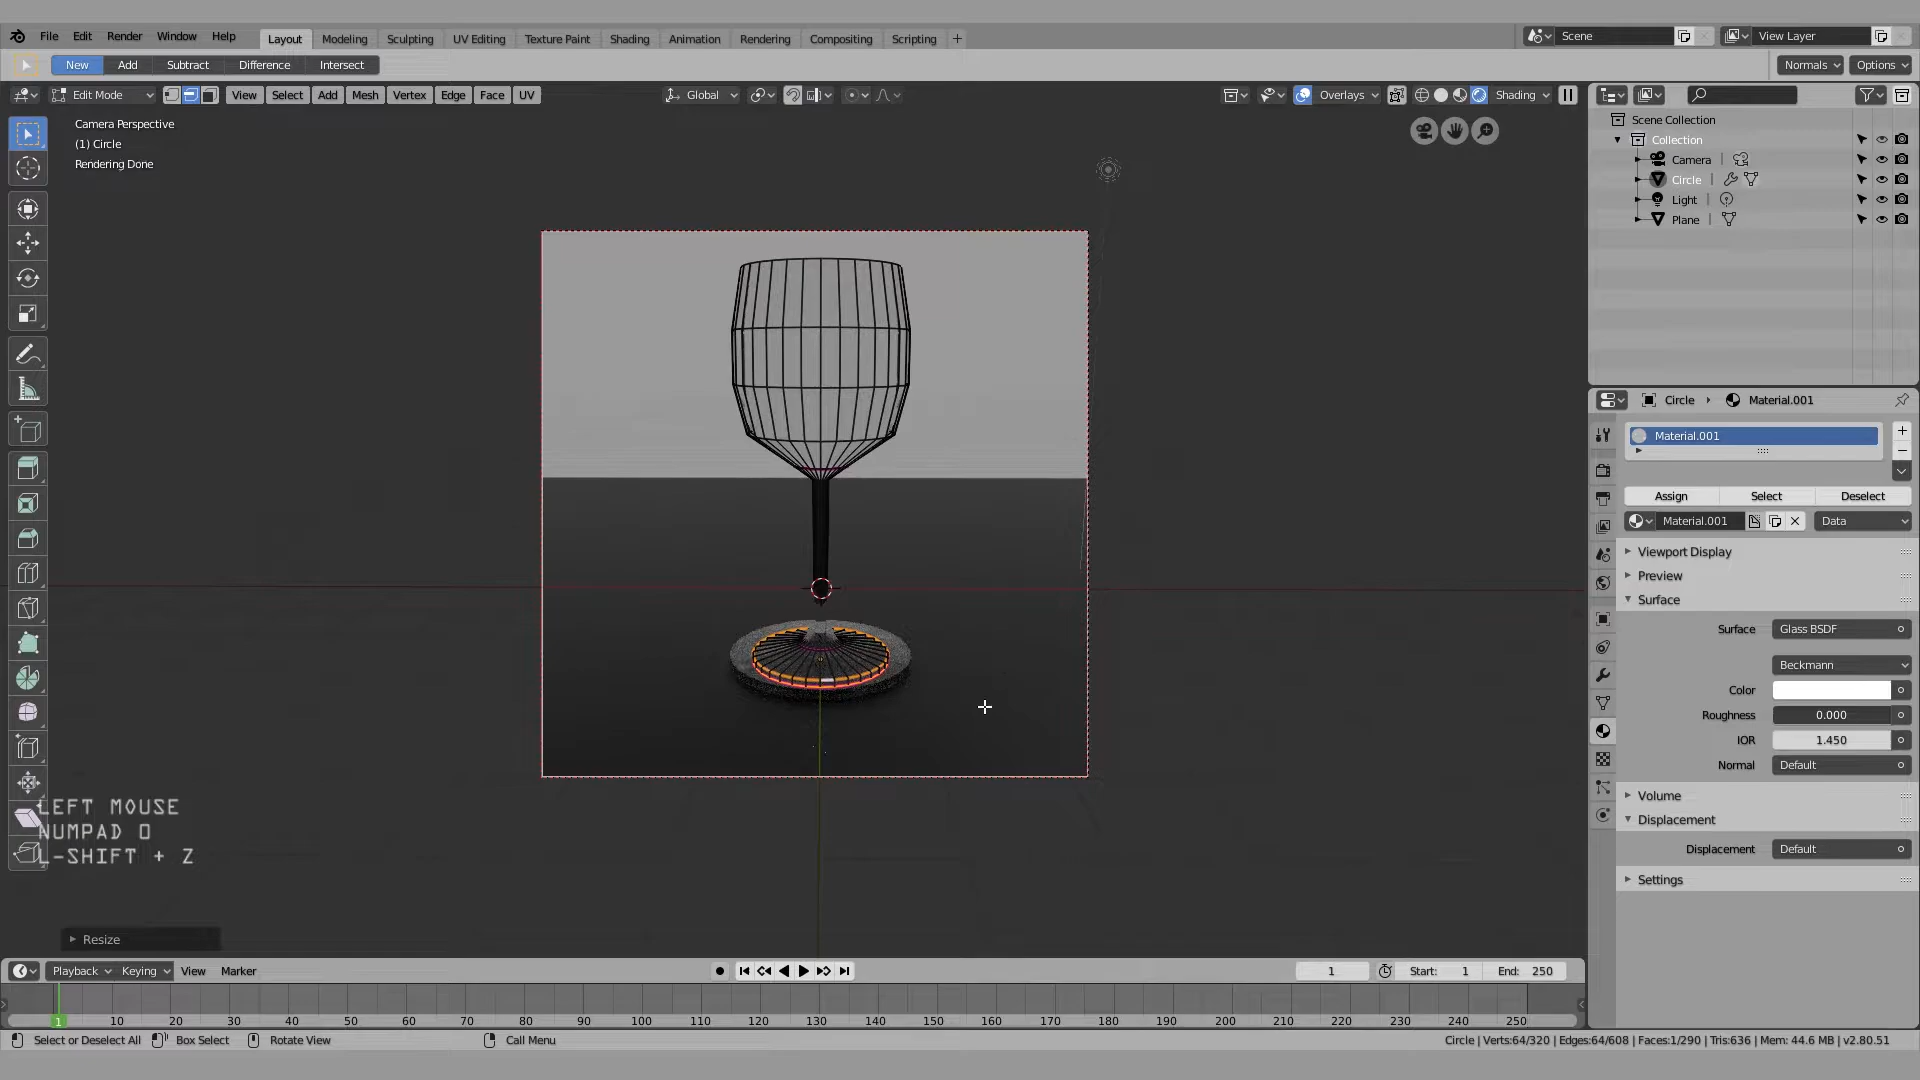 File Edit Render Window Help Layout Modeling Sculpting UV Editing Texture Paint Shading Animation Rendering Compositing Scripting + Scene View Layer
New Add Subtract Difference Intersect Normals Options
Edit Mode View Select Add Mesh Vertex Edge Face UV Global Overlays Shading
Camera Perspective
(1) Circle
Rendering Done
Scene Collection
Collection
Camera
Circle
Light
Plane
Circle Material.001
Material.001
Assign Select Deselect
Material.001 Data
Viewport Display
Preview
Surface
Surface Glass BSDF
Beckmann
Color
Roughness 0.000
IOR 1.450
Normal Default
Volume
Displacement
Displacement Default
Settings
LEFT MOUSE
NUMPAD 0
L-SHIFT + Z
Resize
Playback Keying View Marker 1 Start: 1 End: 250
1 10 20 30 40 50 60 70 80 90 100 110 120 130 140 150 160 170 180 190 200 210 220 230 240 250
Select or Deselect All Box Select Rotate View Call Menu Circle | Verts:64/320 | Edges:64/608 | Faces:1/290 | Tris:636 | Mem: 44.6 MB | v2.80.51